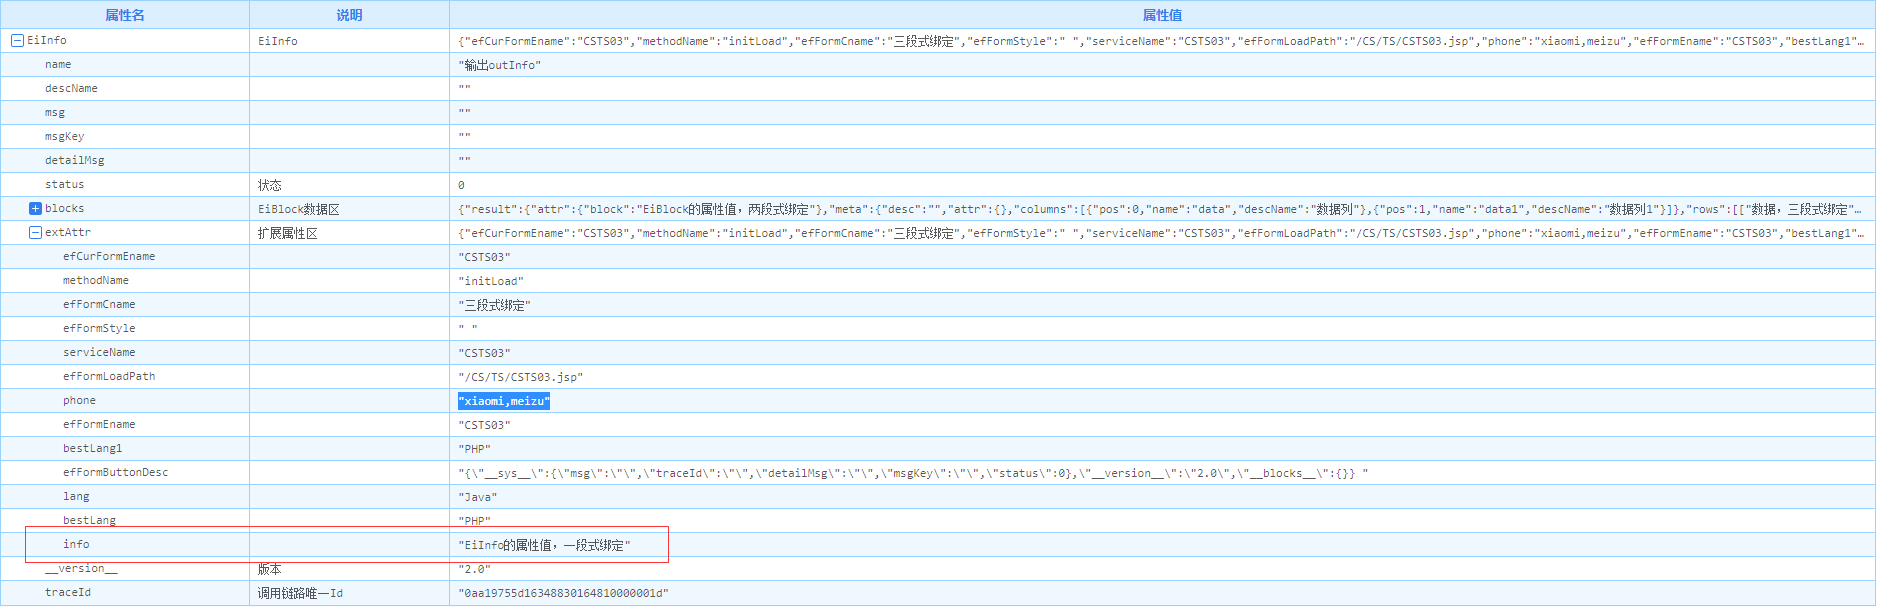 属性名 说明 属性值
EiInfo EiInfo {"efCurFormEname":"CSTS03","methodName":"initLoad","efFormCname":"三段式绑定","efFormStyle":" ","serviceName":"CSTS03","efFormLoadPath":"/CS/TS/CSTS03.jsp","phone":"xiaomi,meizu","efFormEname":"CSTS03","bestLang1"…
name "输出outInfo"
descName ""
msg ""
msgKey ""
detailMsg ""
status 状态 0
blocks EiBlock数据区 {"result":{"attr":{"block":"EiBlock的属性值，两段式绑定"},"meta":{"desc":"","attr":{},"columns":[{"pos":0,"name":"data","descName":"数据列"},{"pos":1,"name":"data1","descName":"数据列1"}]},"rows":[["数据，三段式绑定"…
extAttr 扩展属性区 {"efCurFormEname":"CSTS03","methodName":"initLoad","efFormCname":"三段式绑定","efFormStyle":" ","serviceName":"CSTS03","efFormLoadPath":"/CS/TS/CSTS03.jsp","phone":"xiaomi,meizu","efFormEname":"CSTS03","bestLang1"…
efCurFormEname "CSTS03"
methodName "initLoad"
efFormCname "三段式绑定"
efFormStyle " "
serviceName "CSTS03"
efFormLoadPath "/CS/TS/CSTS03.jsp"
phone "xiaomi,meizu"
efFormEname "CSTS03"
bestLang1 "PHP"
efFormButtonDesc "{\"__sys__\":{\"msg\":\"\",\"traceId\":\"\",\"detailMsg\":\"\",\"msgKey\":\"\",\"status\":0},\"__version__\":\"2.0\",\"__blocks__\":{}} "
lang "Java"
bestLang "PHP"
info "EiInfo的属性值，一段式绑定"
__version__ 版本 "2.0"
traceId 调用链路唯一Id "0aa19755d16348830164810000001d"